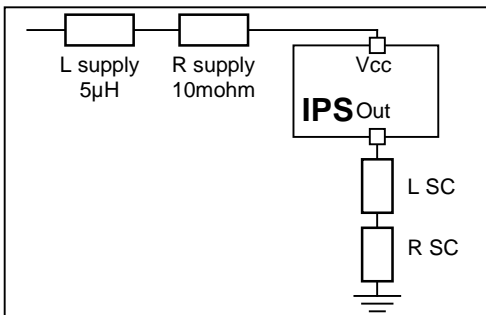 L supply
5µH
R supply
10mohm
Vcc
IPS Out
L SC
R SC